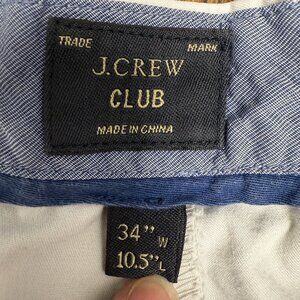 TRADE MARK
J.CREW
CLUB
MADE IN CHINA
34" W
10.5" L